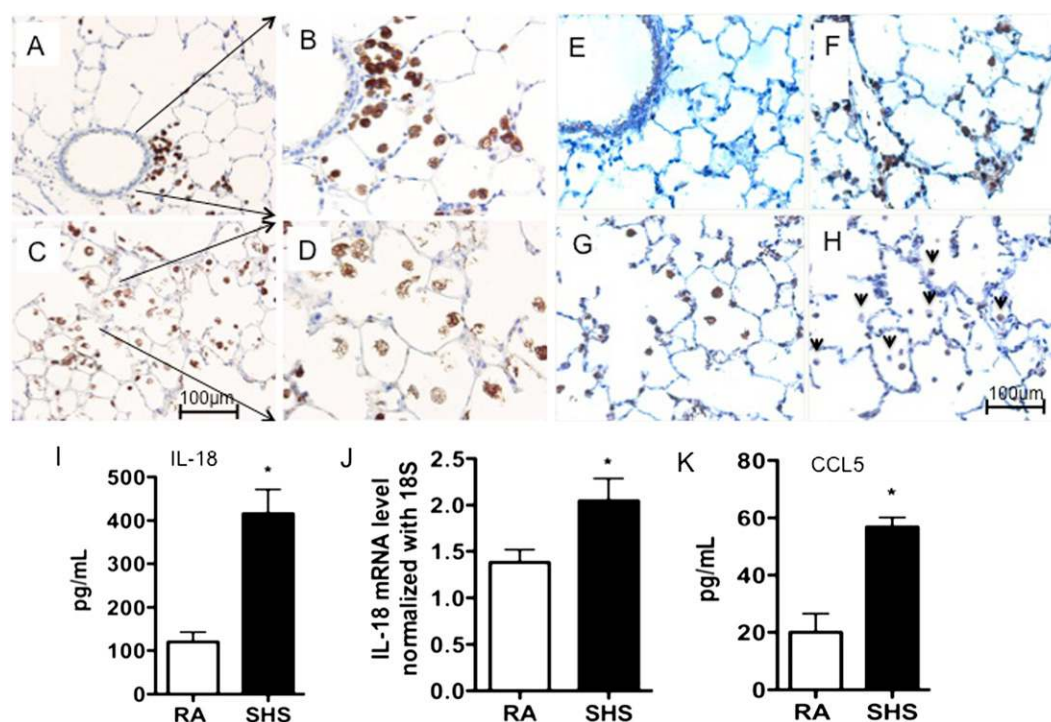 A
B
E
F
C
D
G
H
100µm
100µm
I
IL-18
pg/mL
500
400
300
200
100
0
RA
SHS
*
J
IL-18 mRNA level
normalized with 18S
2.5
2.0
1.5
1.0
0.5
0.0
RA
SHS
*
K
CCL5
pg/mL
80
60
40
20
0
RA
SHS
*